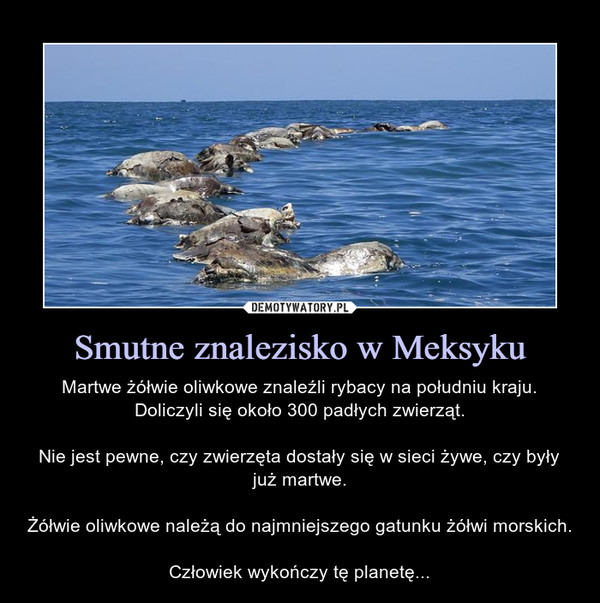 DEMOTYWATORY.PL
Smutne znalezisko w Meksyku
Martwe żółwie oliwkowe znaleźli rybacy na południu kraju.
Doliczyli się około 300 padłych zwierząt.
Nie jest pewne, czy zwierzęta dostały się w sieci żywe, czy były
już martwe.
Żółwie oliwkowe należą do najmniejszego gatunku żółwi morskich.
Człowiek wykończy tę planetę...